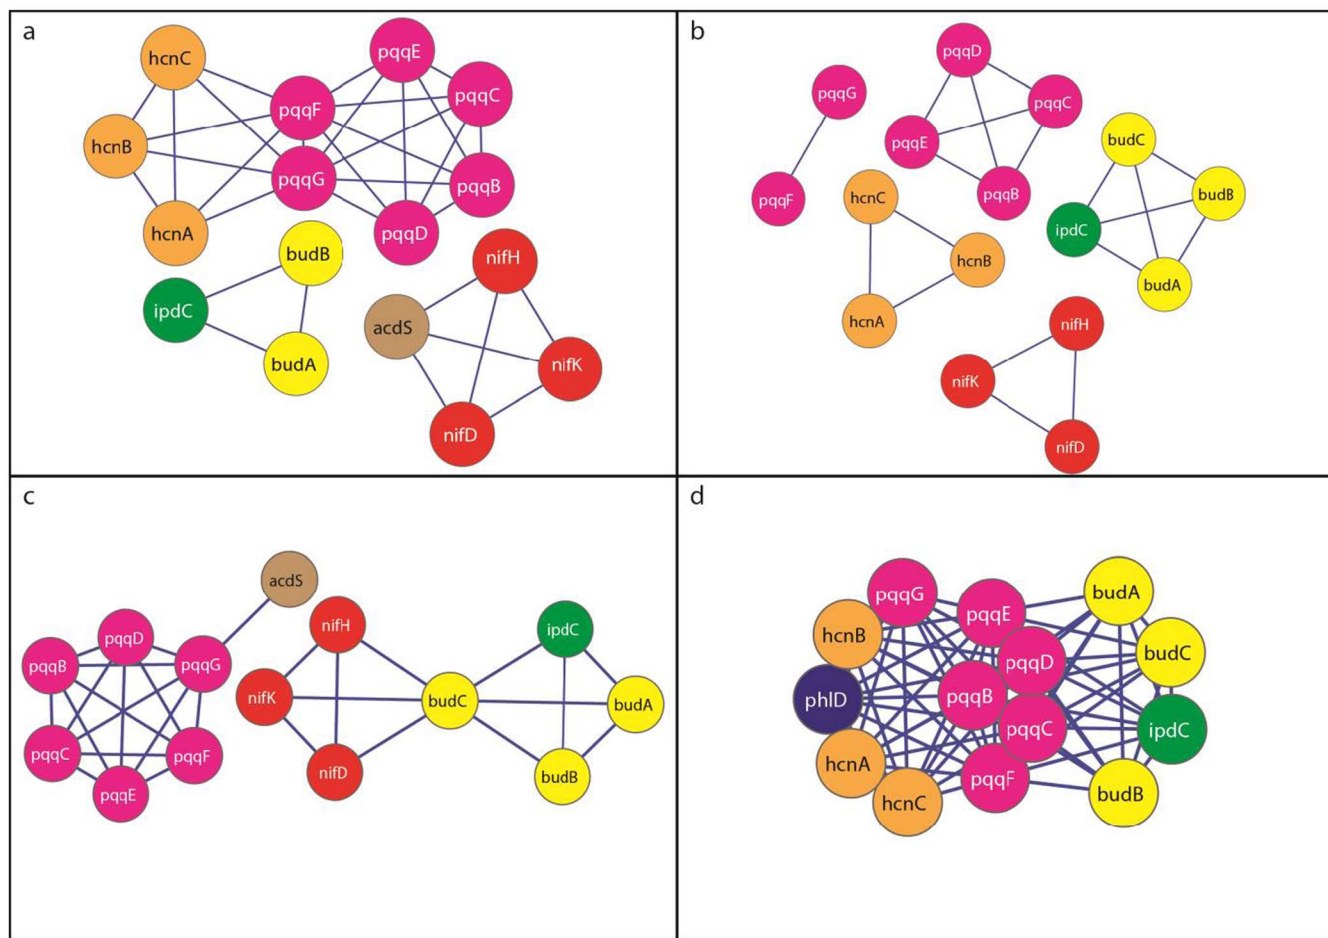 a
hcnC
pqqE
pqqF
pqqC
hcnB
pqqG
pqqB
hcnA
pqqD
budB
nifH
ipdC
acdS
budA
nifK
nifD
b
pqqD
pqqG
pqqC
pqqE
budC
pqqF
hcnC
pqqB
budB
ipdC
hcnB
budA
hcnA
nifH
nifK
nifD
c
acdS
nifH
ipdC
pqqD
pqqB
pqqG
nifK
budC
budA
pqqC
pqqF
nifD
budB
pqqE
d
pqqG
budA
pqqE
hcnB
budC
pqqD
phlD
pqqB
pqqC
ipdC
hcnA
pqqF
budB
hcnC